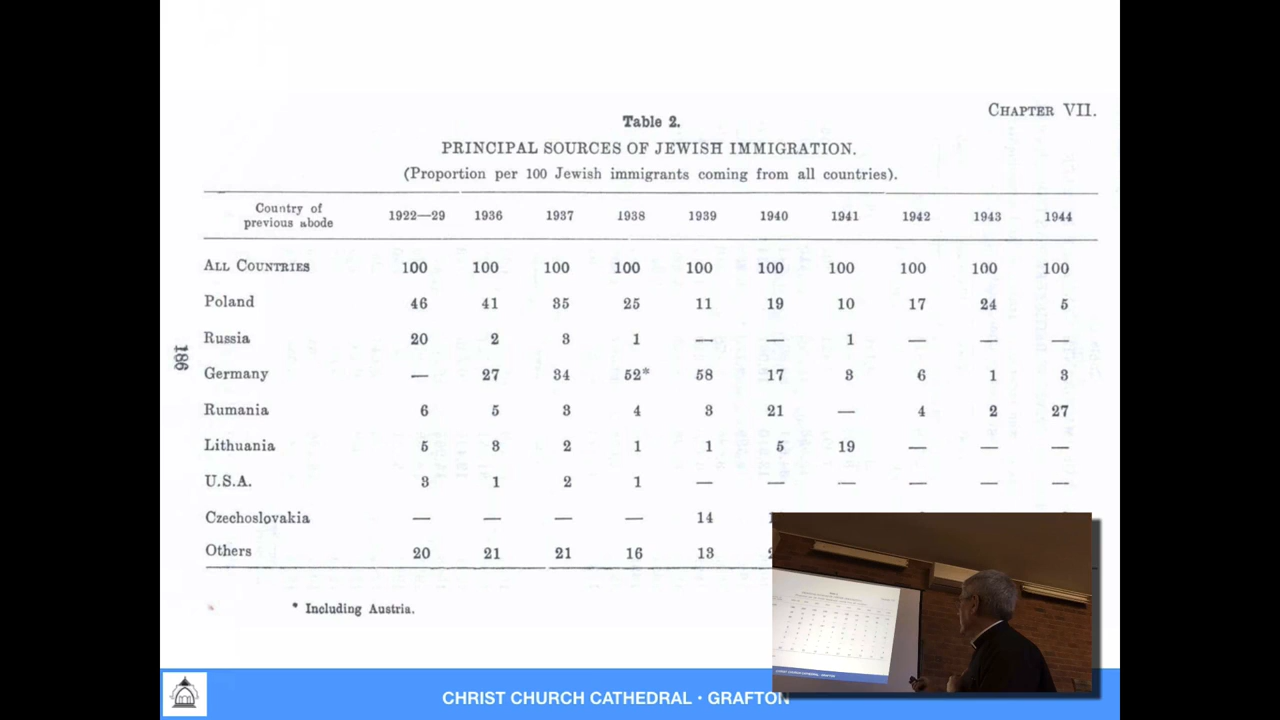 CHAPTER VII.
Table 2.
PRINCIPAL SOURCES OF JEWISH IMMIGRATION.
(Proportion per 100 Jewish immigrants coming from all countries).
Country of previous abode 1922—29 1936 1937 1938 1939 1940 1941 1942 1943 1944
ALL COUNTRIES 100 100 100 100 100 100 100 100 100 100
Poland 46 41 35 25 11 19 10 17 24 5
Russia 20 2 3 1 — — 1 — — —
186
Germany — 27 34 52* 58 17 3 6 1 3
Rumania 6 5 3 4 3 21 — 4 2 27
Lithuania 5 3 2 1 1 5 19 — — —
U.S.A. 3 1 2 1 — — — — — —
Czechoslovakia — — — — 14
Others 20 21 21 16 13
* Including Austria.
CHRIST CHURCH CATHEDRAL • GRAFTON